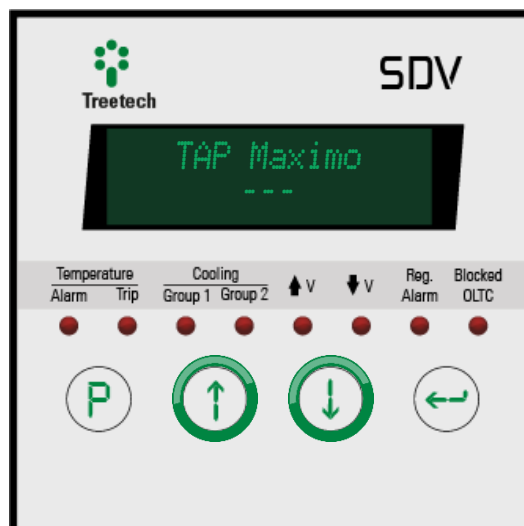 SDV
Treetech
TAP Maximo
---
Temperature
Alarm Trip
Cooling
Group 1 Group 2
V
V
Reg.
Alarm
Blocked
OLTC
P